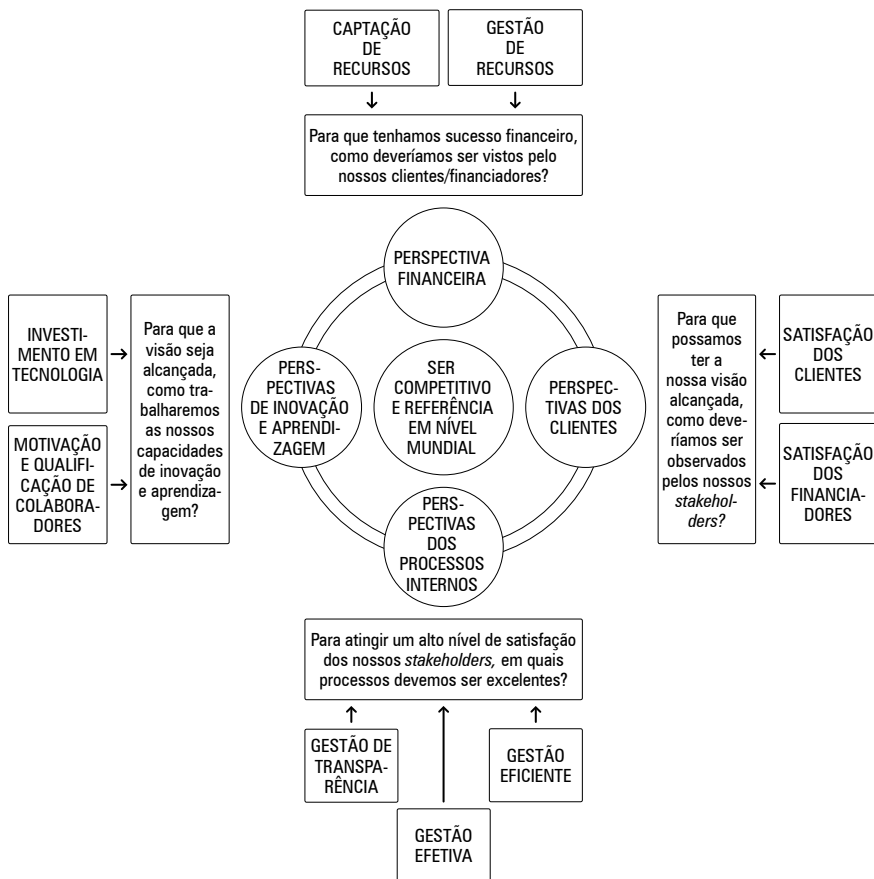 CAPTAÇÃO
DE
RECURSOS
GESTÃO
DE
RECURSOS
Para que tenhamos sucesso financeiro,
como deveríamos ser vistos pelo
nossos clientes/financiadores?
PERSPECTIVA
FINANCEIRA
INVESTI-
MENTO EM
TECNOLOGIA
MOTIVAÇÃO
E QUALIFI-
CAÇÃO DE
COLABORA-
DORES
Para que a
visão seja
alcançada,
como tra-
balharemos
as nossos
capacidades
de inovação
e aprendiza-
gem?
PERS-
PECTIVAS
DE INOVAÇÃO
E APRENDI-
ZAGEM
SER
COMPETITIVO
E REFERÊNCIA
EM NÍVEL
MUNDIAL
PERSPEC-
TIVAS DOS
CLIENTES
Para que
possamos
ter a
nossa visão
alcançada,
como deve-
ríamos ser
observados
pelos nossos
stakehol-
ders?
SATISFAÇÃO
DOS
CLIENTES
SATISFAÇÃO
DOS
FINANCIA-
DORES
PERS-
PECTIVAS
DOS
PROCESSOS
INTERNOS
Para atingir um alto nível de satisfação
dos nossos stakeholders, em quais
processos devemos ser excelentes?
GESTÃO DE
TRANSPA-
RÊNCIA
GESTÃO
EFETIVA
GESTÃO
EFICIENTE